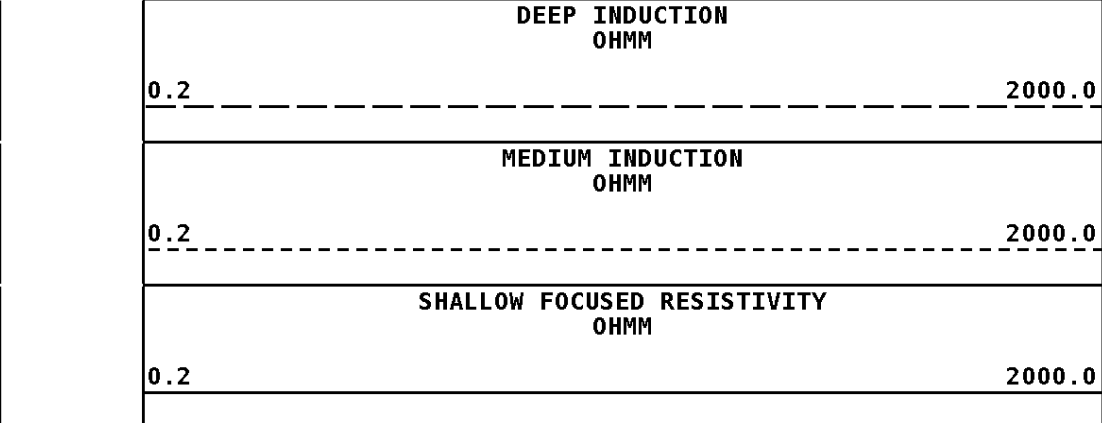 DEEP INDUCTION
OHMM
0.2 2000.0
MEDIUM INDUCTION
OHMM
0.2 2000.0
SHALLOW FOCUSED RESISTIVITY
OHMM
0.2 2000.0